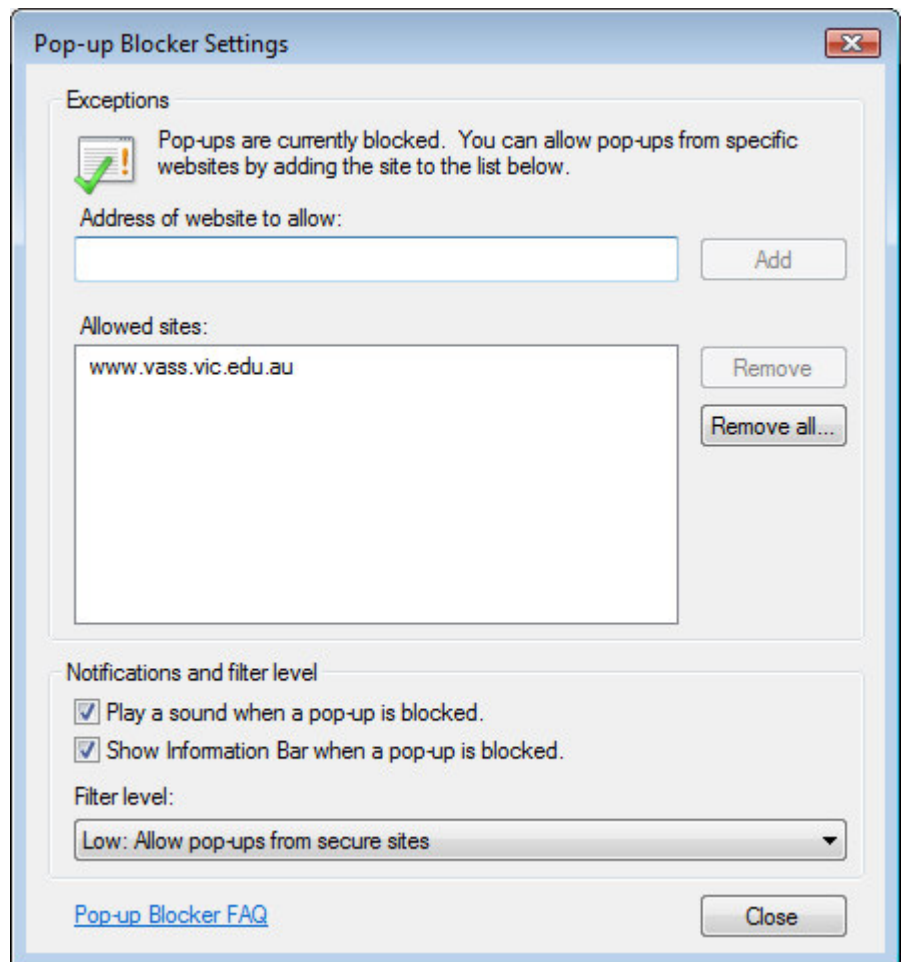 Pop-up Blocker Settings
Exceptions
Pop-ups are currently blocked.  You can allow pop-ups from specific
websites by adding the site to the list below.
Address of website to allow:
Add
Allowed sites:
www.vass.vic.edu.au
Remove
Remove all...
Notifications and filter level
Play a sound when a pop-up is blocked.
Show Information Bar when a pop-up is blocked.
Filter level:
Low: Allow pop-ups from secure sites
Pop-up Blocker FAQ
Close